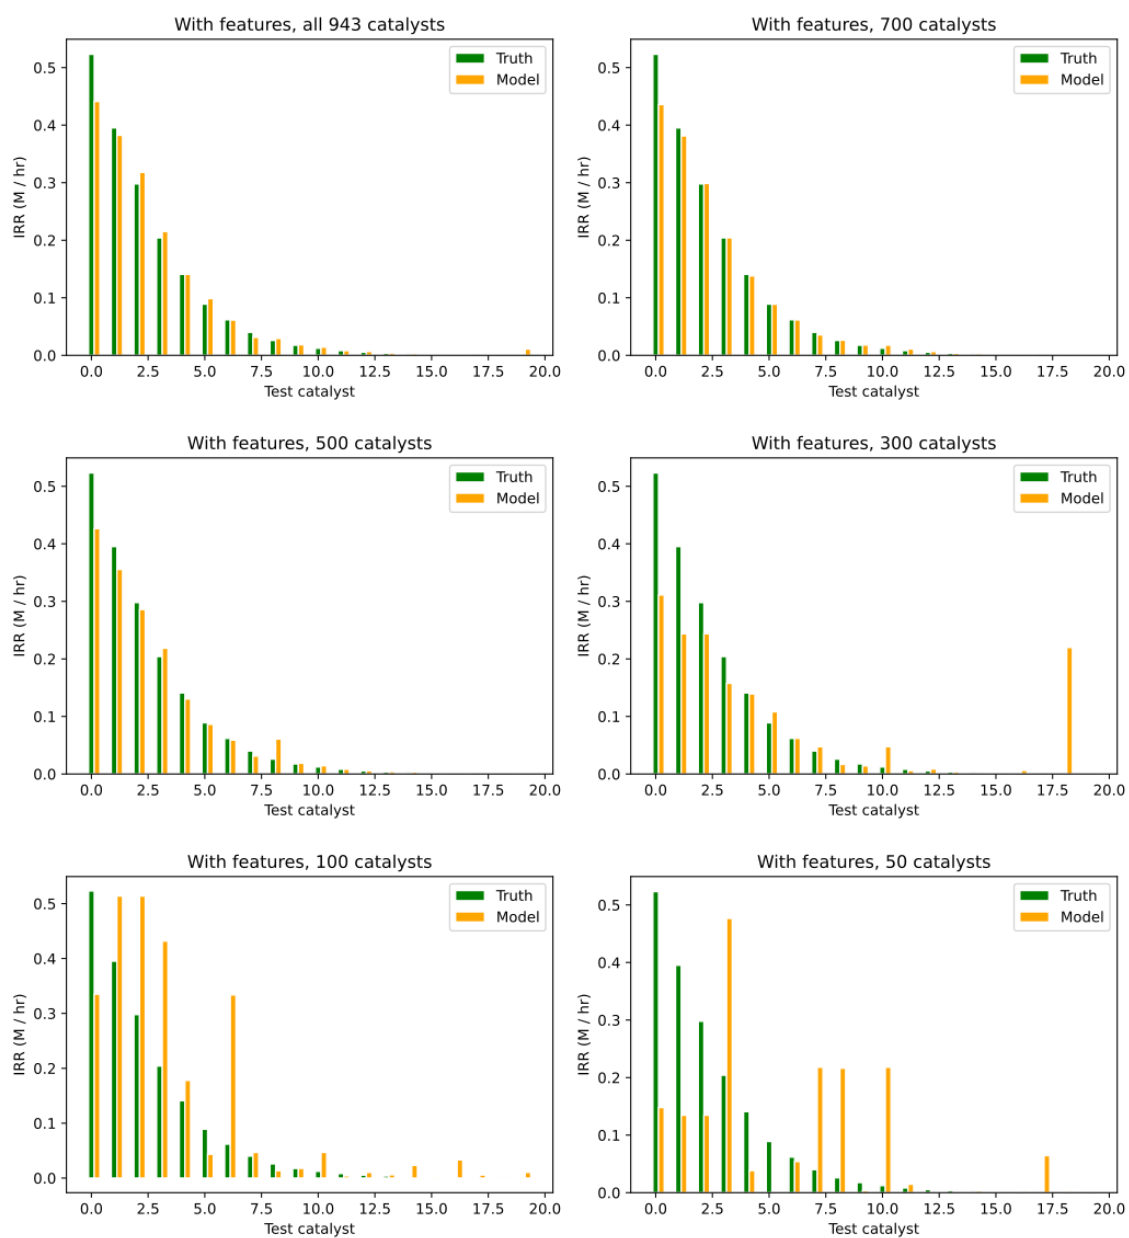 With features, all 943 catalysts
IRR (M / hr)
0.5
0.4
0.3
0.2
0.1
0.0
Truth
Model
0.0 2.5 5.0 7.5 10.0 12.5 15.0 17.5 20.0
Test catalyst
With features, 700 catalysts
IRR (M / hr)
0.5
0.4
0.3
0.2
0.1
0.0
Truth
Model
0.0 2.5 5.0 7.5 10.0 12.5 15.0 17.5 20.0
Test catalyst
With features, 500 catalysts
IRR (M / hr)
0.5
0.4
0.3
0.2
0.1
0.0
Truth
Model
0.0 2.5 5.0 7.5 10.0 12.5 15.0 17.5 20.0
Test catalyst
With features, 300 catalysts
IRR (M / hr)
0.5
0.4
0.3
0.2
0.1
0.0
Truth
Model
0.0 2.5 5.0 7.5 10.0 12.5 15.0 17.5 20.0
Test catalyst
With features, 100 catalysts
IRR (M / hr)
0.5
0.4
0.3
0.2
0.1
0.0
Truth
Model
0.0 2.5 5.0 7.5 10.0 12.5 15.0 17.5 20.0
Test catalyst
With features, 50 catalysts
IRR (M / hr)
0.5
0.4
0.3
0.2
0.1
0.0
Truth
Model
0.0 2.5 5.0 7.5 10.0 12.5 15.0 17.5 20.0
Test catalyst